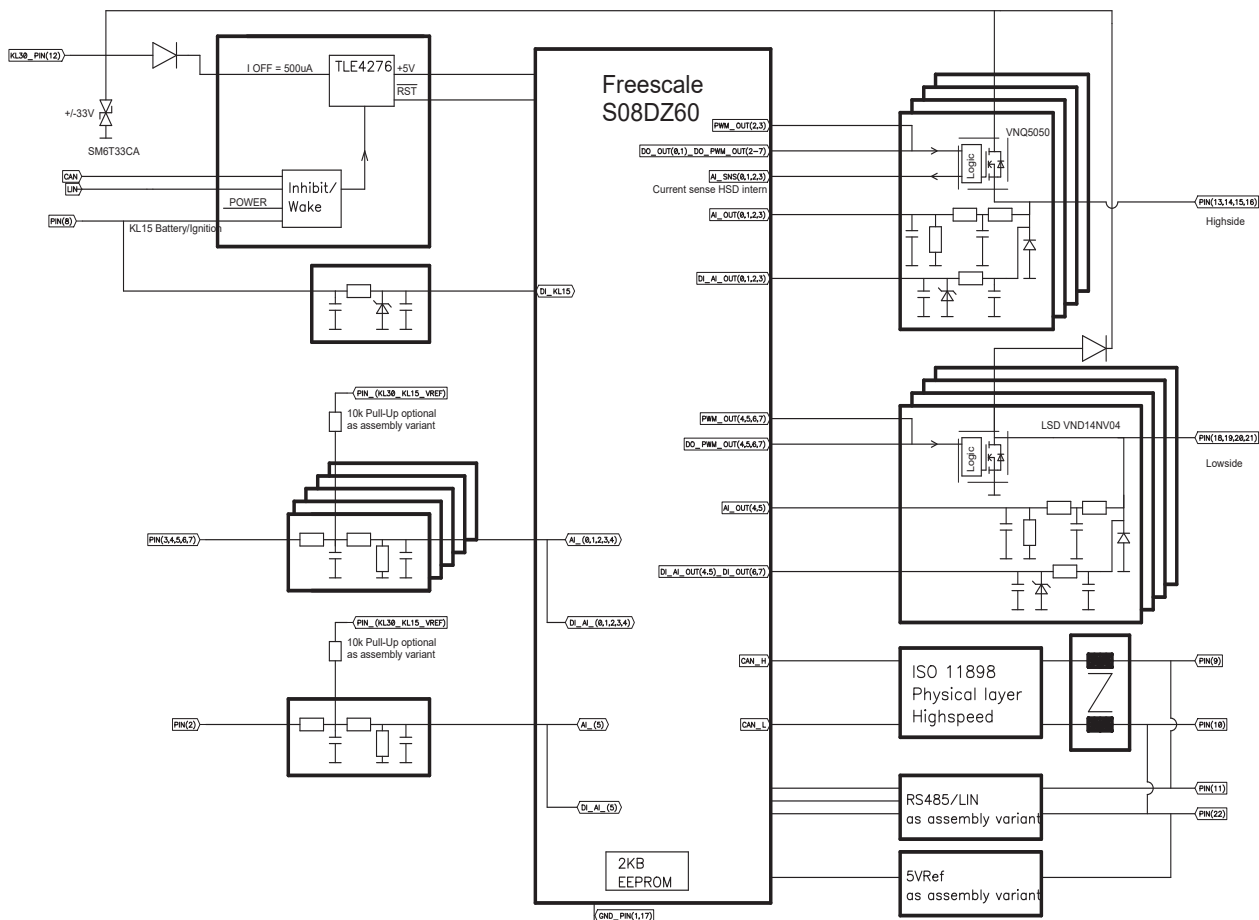 KL30_PIN(12)
I OFF = 500uA
TLE4276
+5V
RST
+/-33V
SM6T33CA
CAN
LIN
POWER
Inhibit/
Wake
PIN(8)
KL15 Battery/Ignition
DI_KL15
PIN_(KL30_KL15_VREF)
10k Pull-Up optional
as assembly variant
PIN(3,4,5,6,7)
AI_(0,1,2,3,4)
DI_AI_(0,1,2,3,4)
PIN_(KL30_KL15_VREF)
10k Pull-Up optional
as assembly variant
PIN(2)
AI_(5)
DI_AI_(5)
Freescale
S08DZ60
2KB
EEPROM
GND_PIN(1,17)
PWM_OUT(2,3)
DO_OUT(0,1)_DO_PWM_OUT(2-7)
AI_SNS(0,1,2,3)
Current sense HSD intern
AI_OUT(0,1,2,3)
DI_AI_OUT(0,1,2,3)
VNQ5050
Logic
PIN(13,14,15,16)
Highside
PWM_OUT(4,5,6,7)
DO_PWM_OUT(4,5,6,7)
AI_OUT(4,5)
DI_AI_OUT(4.5)_DI_OUT(6,7)
LSD VND14NV04
Logic
PIN(18,19,20,21)
Lowside
CAN_H
CAN_L
ISO 11898
Physical layer
Highspeed
Z
PIN(9)
PIN(10)
RS485/LIN
as assembly variant
PIN(11)
PIN(22)
5VRef
as assembly variant